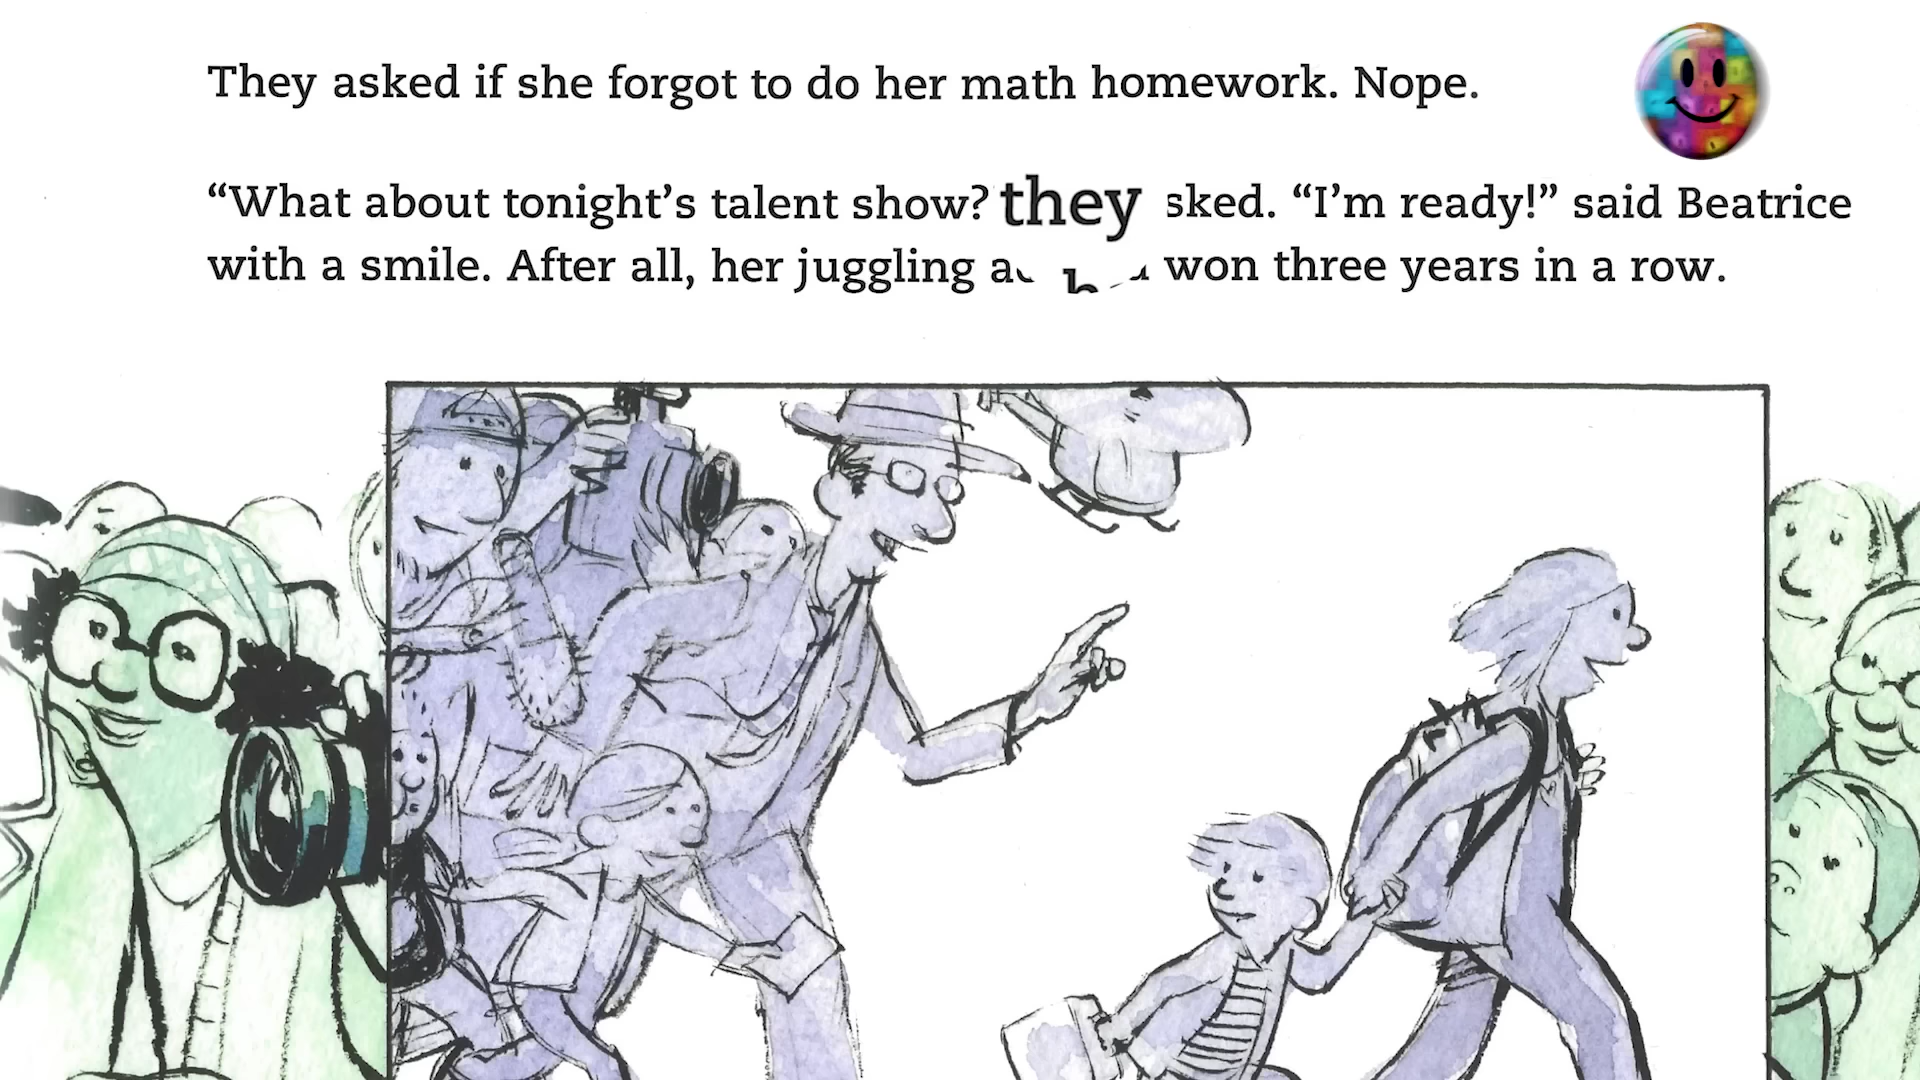 They asked if she forgot to do her math homework. Nope.
“What about tonight’s talent show? they sked. “I’m ready!” said Beatrice
with a smile. After all, her juggling won three years in a row.